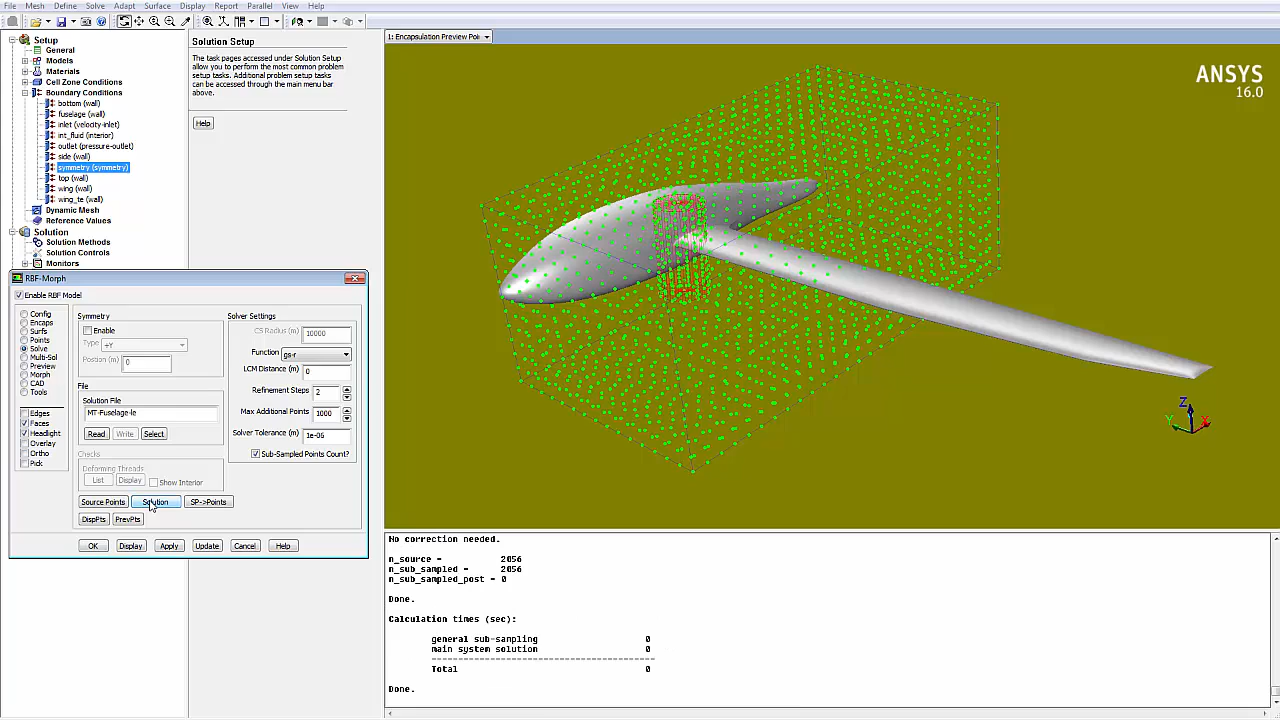 File Mesh Define Solve Adapt Surface Display Report Parallel View Help
Setup
General
Models
Materials
Cell Zone Conditions
Boundary Conditions
bottom (wall)
fuselage (wall)
inlet (velocity-inlet)
int_fluid (interior)
outlet (pressure-outlet)
side (wall)
symmetry (symmetry)
top (wall)
wing (wall)
wing_te (wall)
Dynamic Mesh
Reference Values
Solution
Solution Methods
Solution Controls
Monitors
Solution Setup
The task pages accessed under Solution Setup
allow you to perform the most common problem
setup tasks. Additional problem setup tasks
can be accessed through the main menu bar
above.
Help
1: Encapsulation Preview Poi
ANSYS
16.0
Z
Y
X
RBF-Morph
Enable RBF Model
Config
Encaps
Surfs
Points
Solve
Multi-Sol
Preview
Morph
CAD
Tools
Edges
Faces
Headlight
Overlay
Ortho
Pick
Symmetry
Enable
Type +Y
Postion (m) 0
File
Solution File
MT-Fuselage-le
Read Write Select
Checks
Deforming Threads
List Display Show Interior
Source Points Solution SP->Points
DispPts PrevPts
Solver Settings
CS Radius (m) 10000
Function gs-r
LCM Distance (m) 0
Refinement Steps 2
Max Additional Points 1000
Solver Tolerance (m) 1e-06
Sub-Sampled Points Count?
OK Display Apply Update Cancel Help
No correction needed.
n_source = 2056
n_sub_sampled = 2056
n_sub_sampled_post = 0
Done.
Calculation times (sec):
general sub-sampling 0
main system solution 0
-----------------------------------------
Total 0
Done.